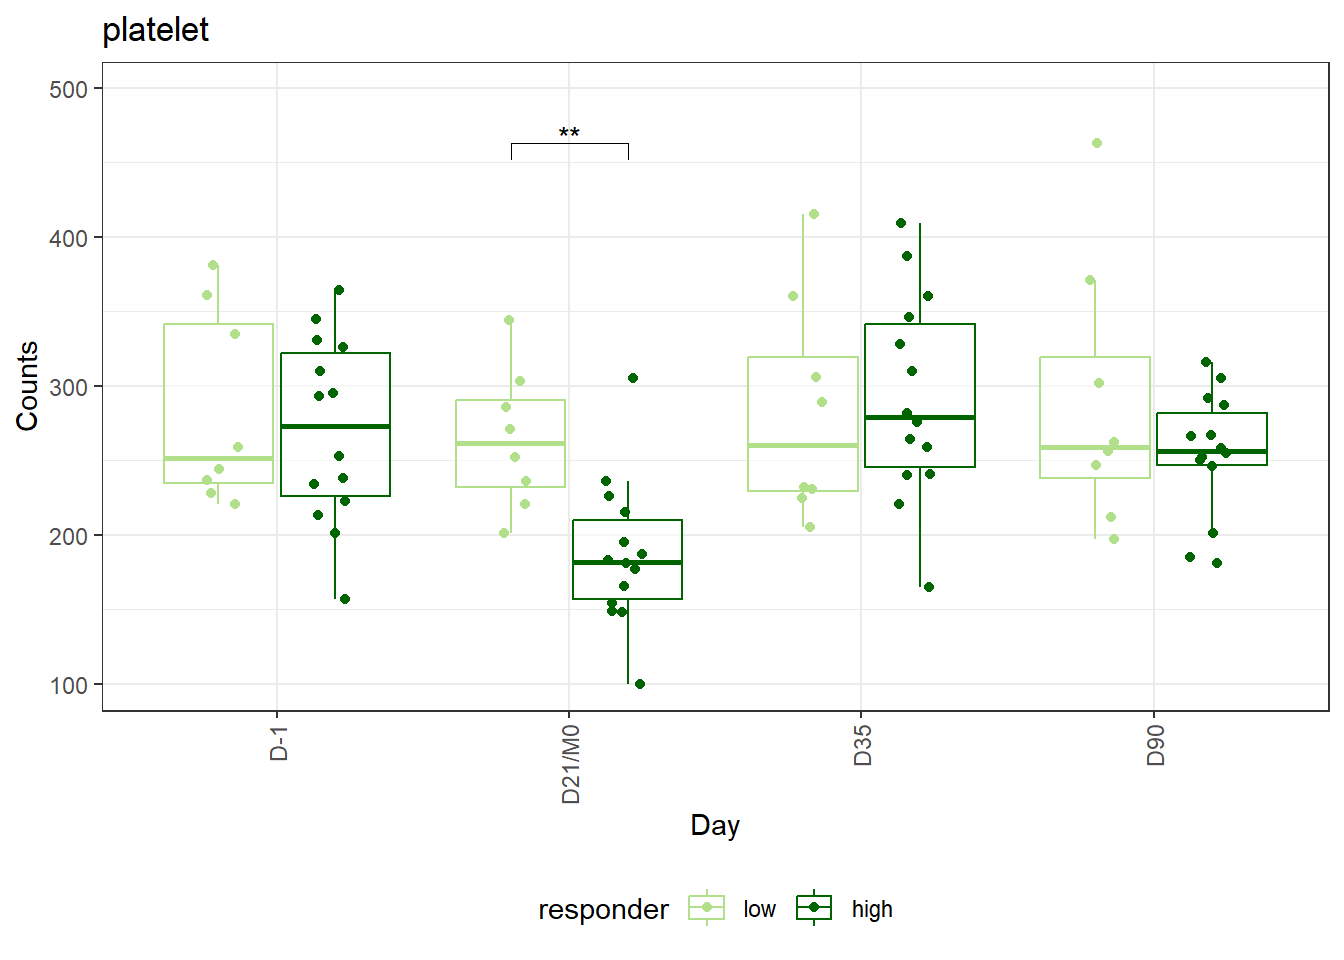 platelet
500
**
400
Counts
300
200
100
D-1
D21/M0
D35
D90
Day
responder low high